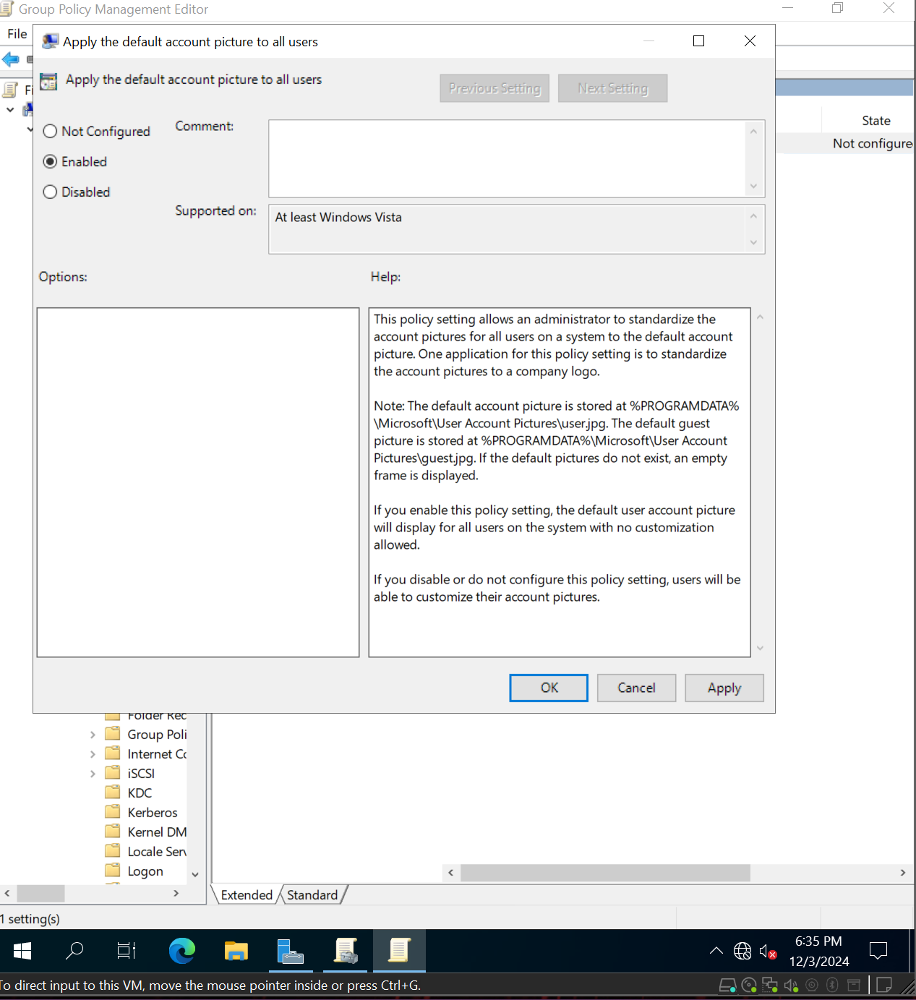 Group Policy Management Editor
File
Apply the default account picture to all users
Apply the default account picture to all users
Previous Setting
Next Setting
Fi
Not Configured
Enabled
Disabled
Comment:
Supported on:
At least Windows Vista
State
Not configure
Options:
Help:
This policy setting allows an administrator to standardize the
account pictures for all users on a system to the default account
picture. One application for this policy setting is to standardize
the account pictures to a company logo.
Note: The default account picture is stored at %PROGRAMDATA%
\Microsoft\User Account Pictures\user.jpg. The default guest
picture is stored at %PROGRAMDATA%\Microsoft\User Account
Pictures\guest.jpg. If the default pictures do not exist, an empty
frame is displayed.
If you enable this policy setting, the default user account picture
will display for all users on the system with no customization
allowed.
If you disable or do not configure this policy setting, users will be
able to customize their account pictures.
OK
Cancel
Apply
Folder Rec
Group Poli
Internet Co
iSCSI
KDC
Kerberos
Kernel DM
Locale Serv
Logon
Extended
Standard
1 setting(s)
6:35 PM
12/3/2024
To direct input to this VM, move the mouse pointer inside or press Ctrl+G.